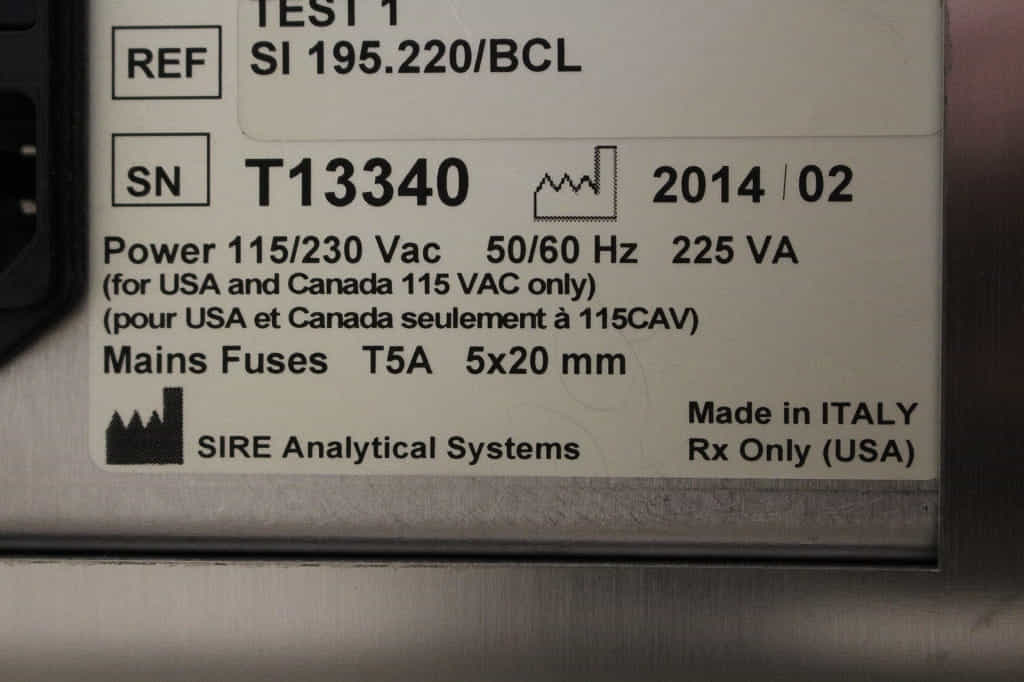 TEST 1
REF SI 195.220/BCL
SN T13340 2014/02
Power 115/230 Vac 50/60 Hz 225 VA
(for USA and Canada 115 VAC only)
(pour USA et Canada seulement à 115CAV)
Mains Fuses T5A 5x20 mm
SIRE Analytical Systems
Made in ITALY
Rx Only (USA)